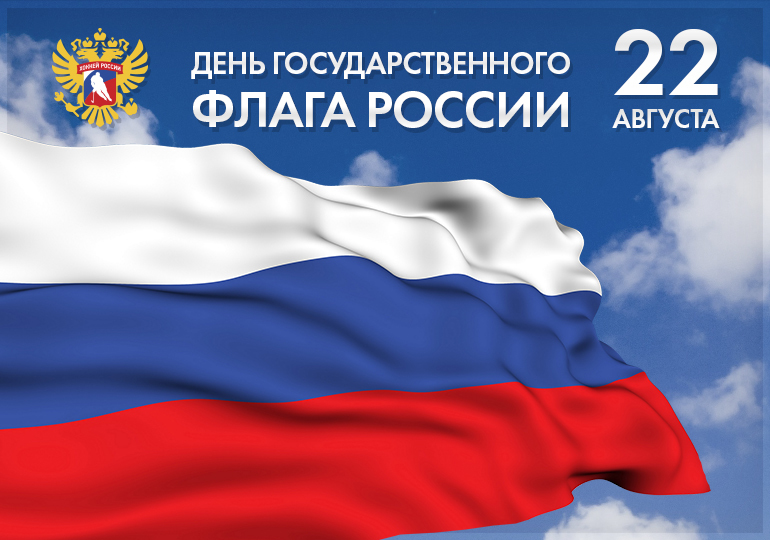 ХОККЕЙ РОССИИ
ДЕНЬ ГОСУДАРСТВЕННОГО
ФЛАГА РОССИИ
22
АВГУСТА